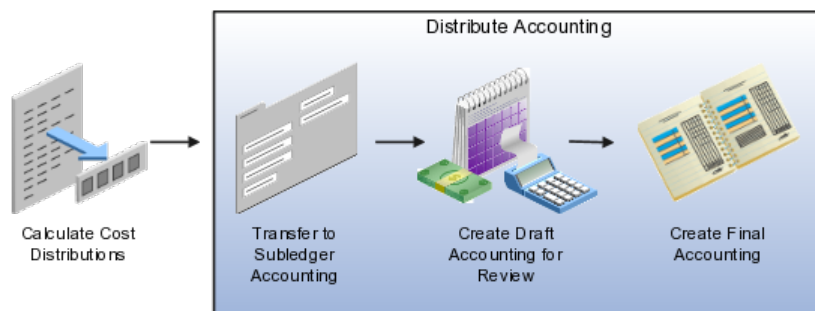 Distribute Accounting
Calculate Cost
Distributions
Transfer to
Subledger
Accounting
Create Draft
Accounting for
Review
Create Final
Accounting